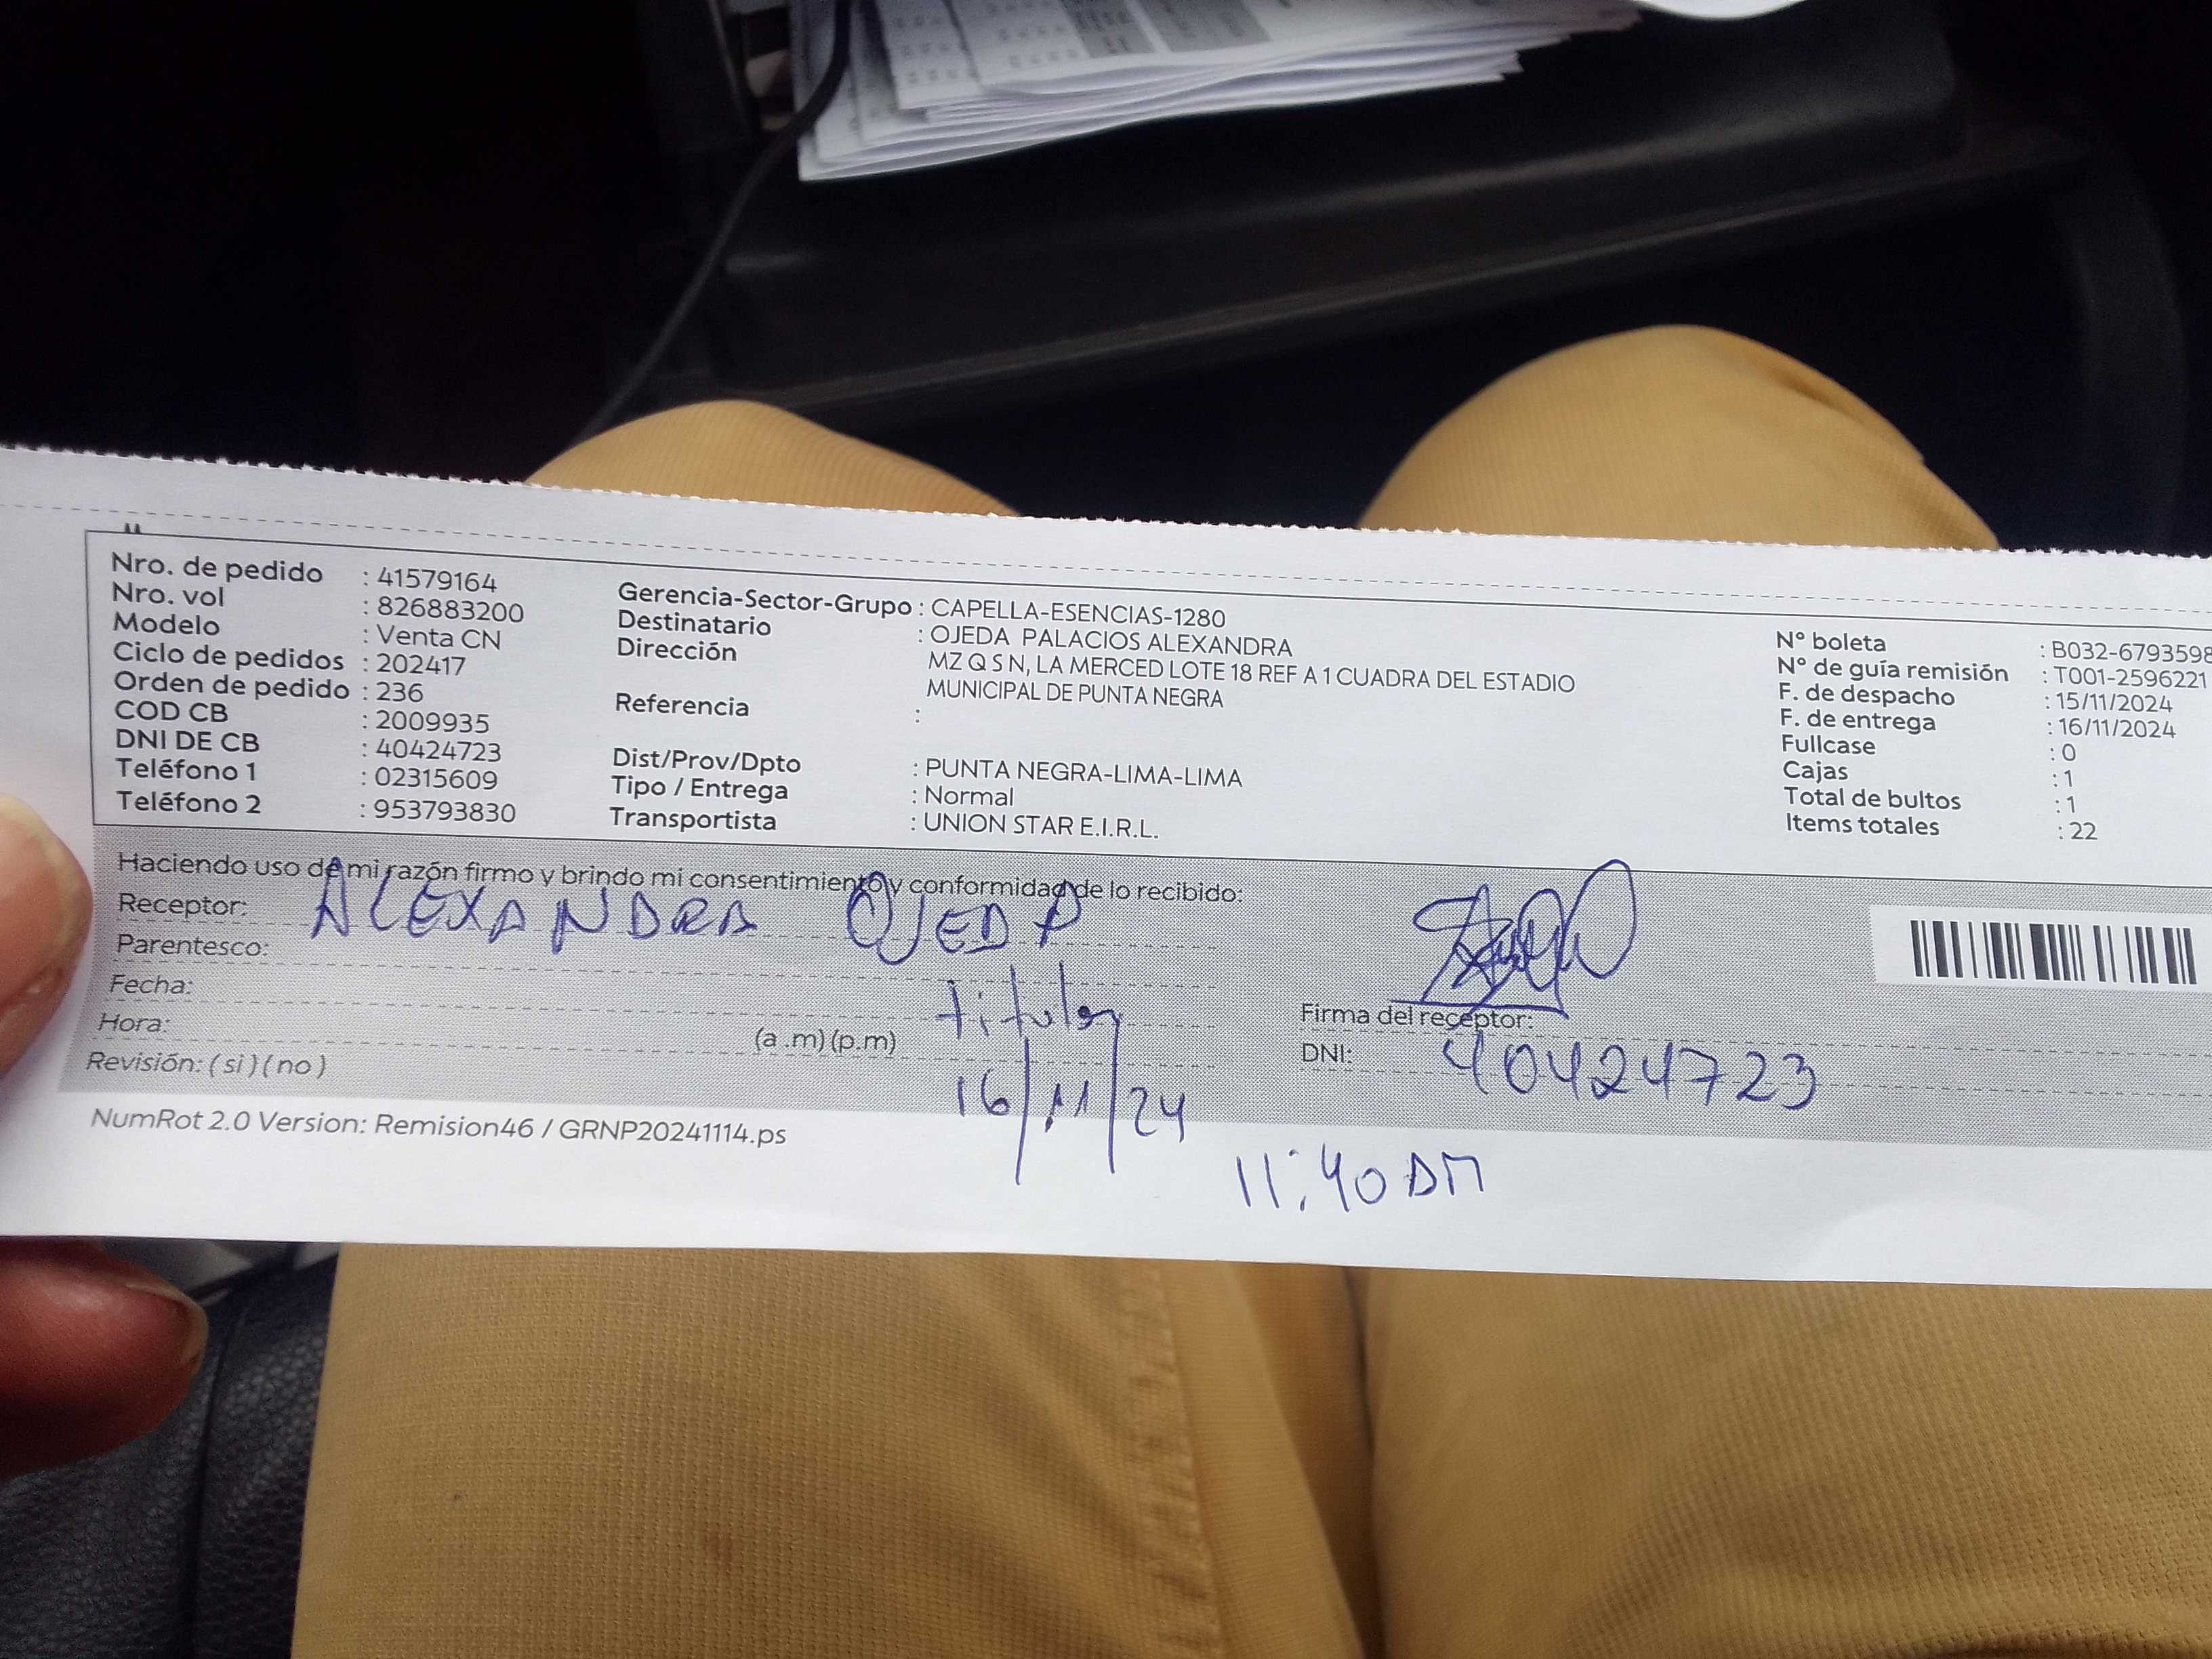 Nro. de pedido : 41579164
Nro. vol : 826883200
Modelo : Venta CN
Ciclo de pedidos : 202417
Orden de pedido : 236
COD CB : 2009935
DNI DE CB : 40424723
Teléfono 1 : 02315609
Teléfono 2 : 953793830
Gerencia-Sector-Grupo : CAPELLA-ESENCIAS-1280
Destinatario : OJEDA PALACIOS ALEXANDRA
Dirección MZ Q S N, LA MERCED LOTE 18 REF A 1 CUADRA DEL ESTADIO
MUNICIPAL DE PUNTA NEGRA
Referencia :
Dist/Prov/Dpto : PUNTA NEGRA-LIMA-LIMA
Tipo / Entrega : Normal
Transportista : UNION STAR E.I.R.L.
N° boleta : B032-6793598
N° de guía remisión : T001-2596221
F. de despacho : 15/11/2024
F. de entrega : 16/11/2024
Fullcase : 0
Cajas : 1
Total de bultos : 1
Items totales : 22
Haciendo uso de mi razón firmo y brindo mi consentimiento y conformidad de lo recibido:
Receptor: ALEXANDRA OJEDA
Parentesco: titular
Fecha: 16/11/24
Hora: (a .m) (p.m) 11:40 AM
Revisión: ( si ) ( no )
Firma del receptor:
DNI: 40424723
NumRot 2.0 Version: Remision46 / GRNP20241114.ps